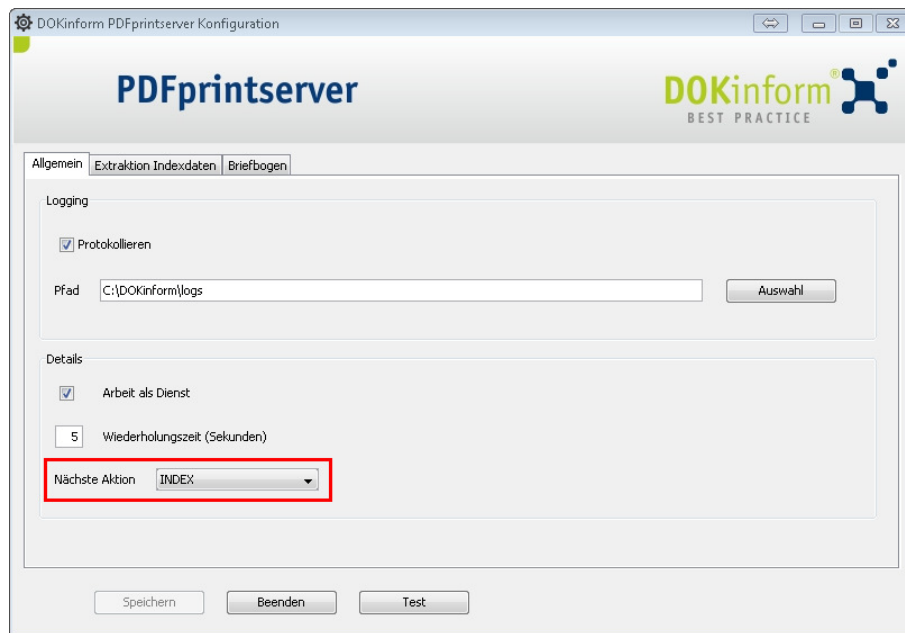 DOKinform PDFprintserver Konfiguration
PDFprintserver
DOKinform®
BEST PRACTICE
Allgemein Extraktion Indexdaten Briefbogen
Logging
Protokollieren
Pfad C:\DOKinform\logs Auswahl
Details
Arbeit als Dienst
5 Wiederholungszeit (Sekunden)
Nächste Aktion INDEX
Speichern Beenden Test